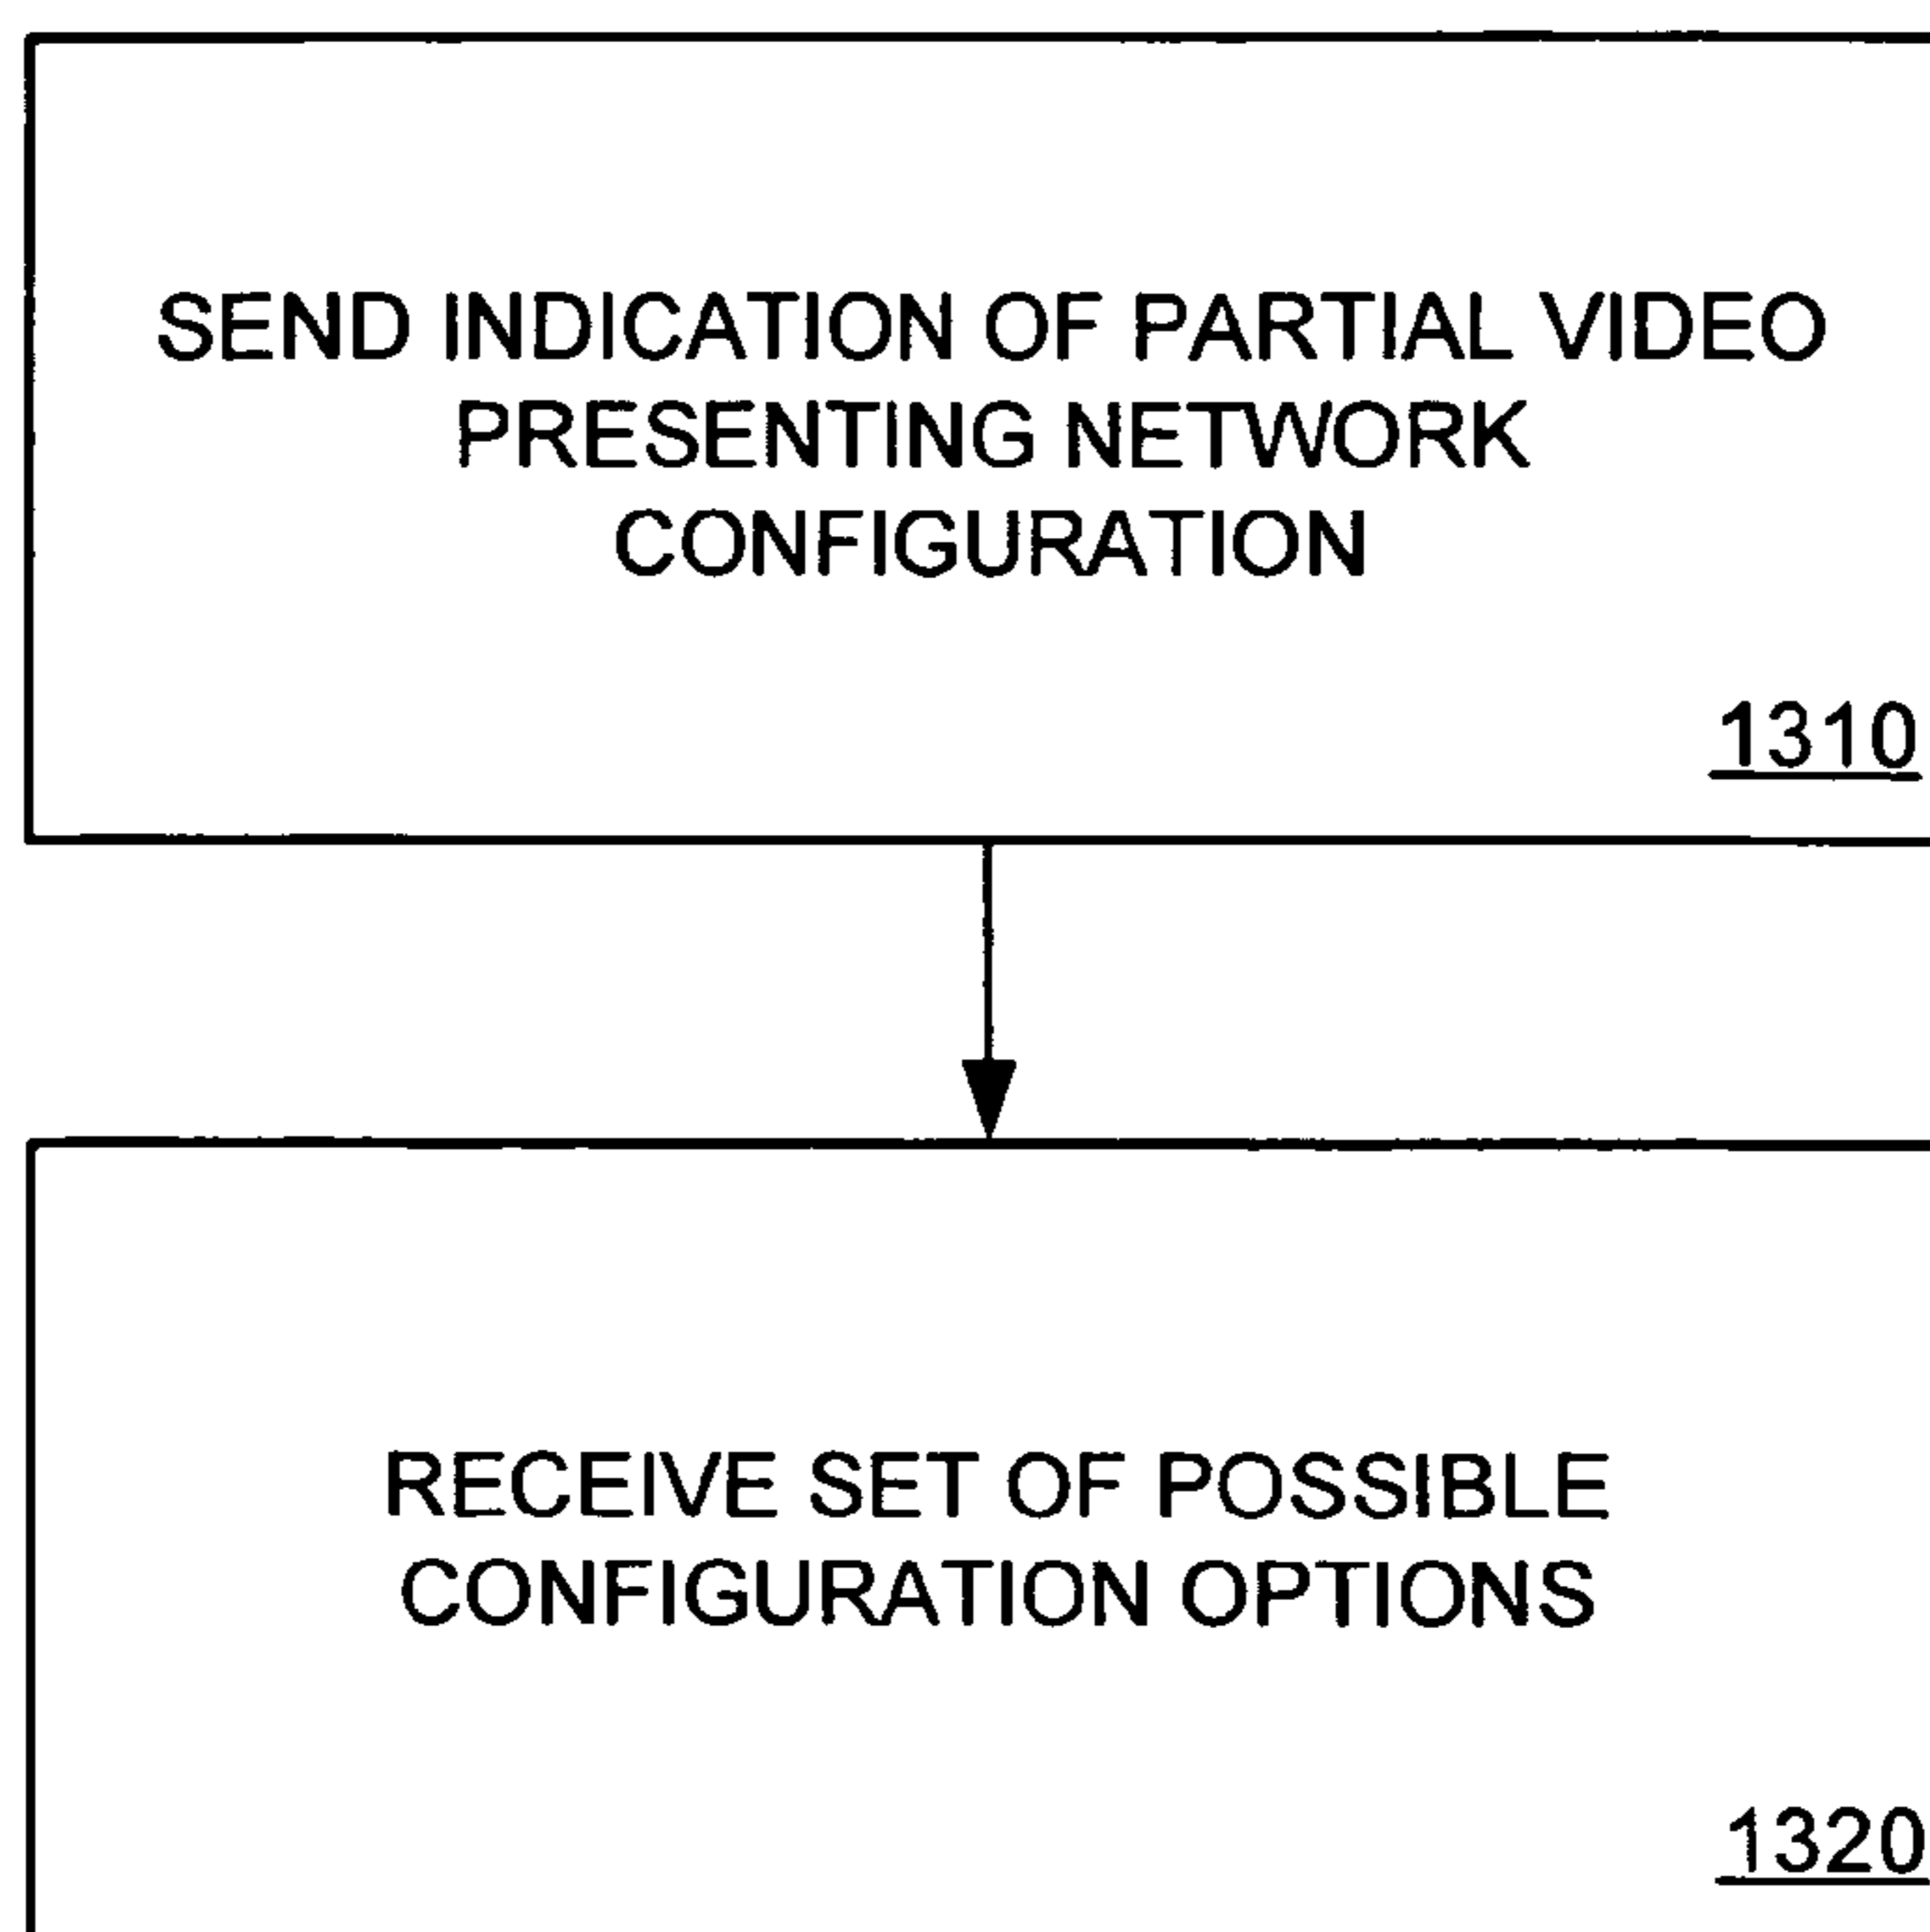 SEND INDICATION OF PARTIAL VIDEO
PRESENTING NETWORK
CONFIGURATION
1310
RECEIVE SET OF POSSIBLE
CONFIGURATION OPTIONS
1320